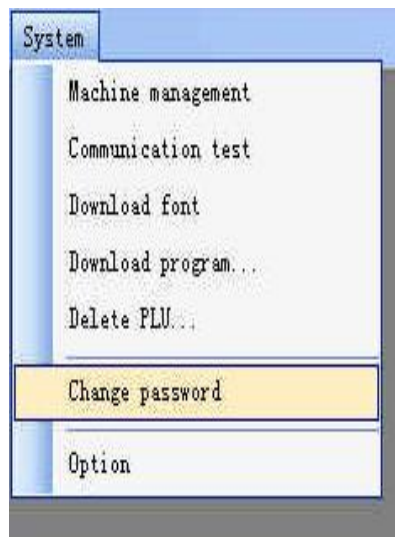 System
Machine management
Communication test
Download font
Download program...
Delete PLU...
Change password
Option